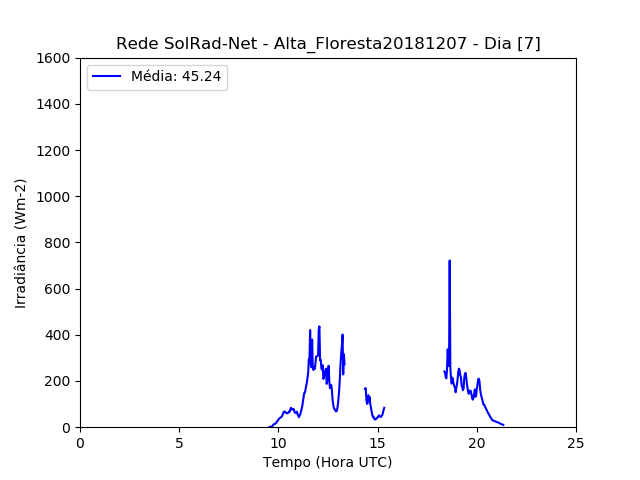 Rede SolRad-Net - Alta_Floresta20181207 - Dia [7]
Média: 45.24
Irradiância (Wm-2)
1600
1400
1200
1000
800
600
400
200
0
0 5 10 15 20 25
Tempo (Hora UTC)